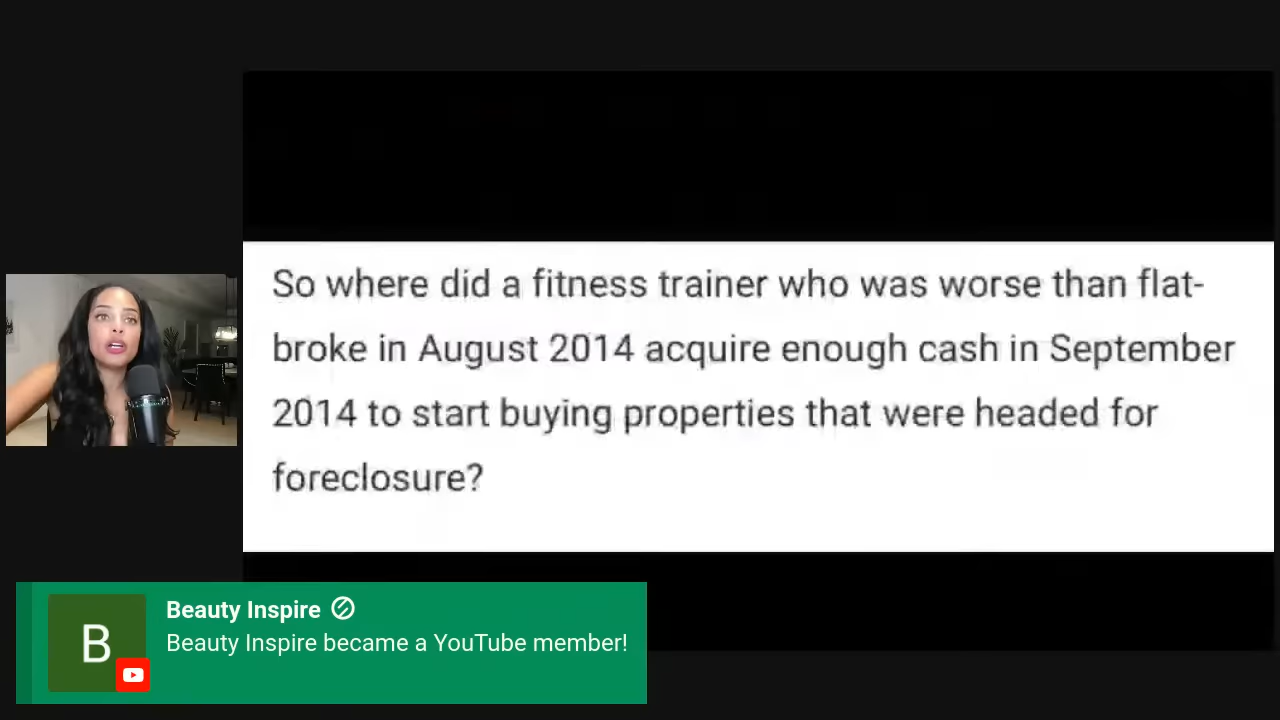 So where did a fitness trainer who was worse than flat-
broke in August 2014 acquire enough cash in September
2014 to start buying properties that were headed for
foreclosure?
B
Beauty Inspire
Beauty Inspire became a YouTube member!